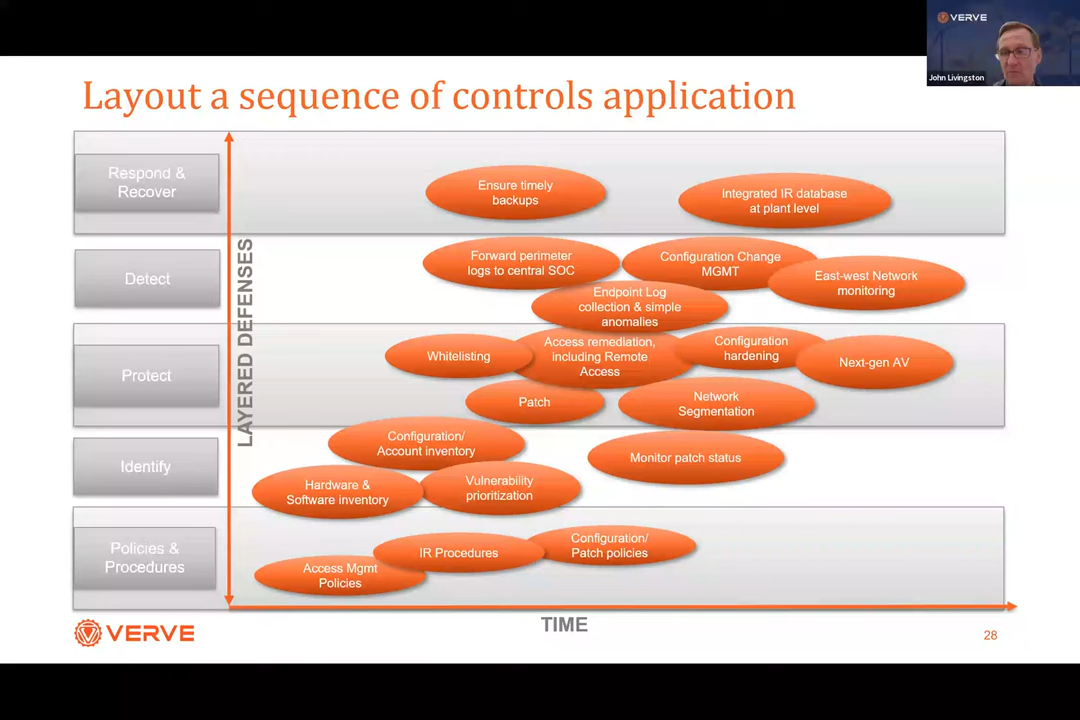 VERVE
John Livingston
Layout a sequence of controls application
Respond &
Recover
Ensure timely
backups
Integrated IR database
at plant level
Detect
Forward perimeter
logs to central SOC
Configuration Change
MGMT
East-west Network
monitoring
Endpoint Log
collection & simple
anomalies
LAYERED DEFENSES
Protect
Whitelisting
Access remediation,
including Remote
Access
Configuration
hardening
Next-gen AV
Patch
Network
Segmentation
Identify
Configuration/
Account inventory
Monitor patch status
Hardware &
Software inventory
Vulnerability
prioritization
Policies &
Procedures
Access Mgmt
Policies
IR Procedures
Configuration/
Patch policies
TIME
VERVE
28